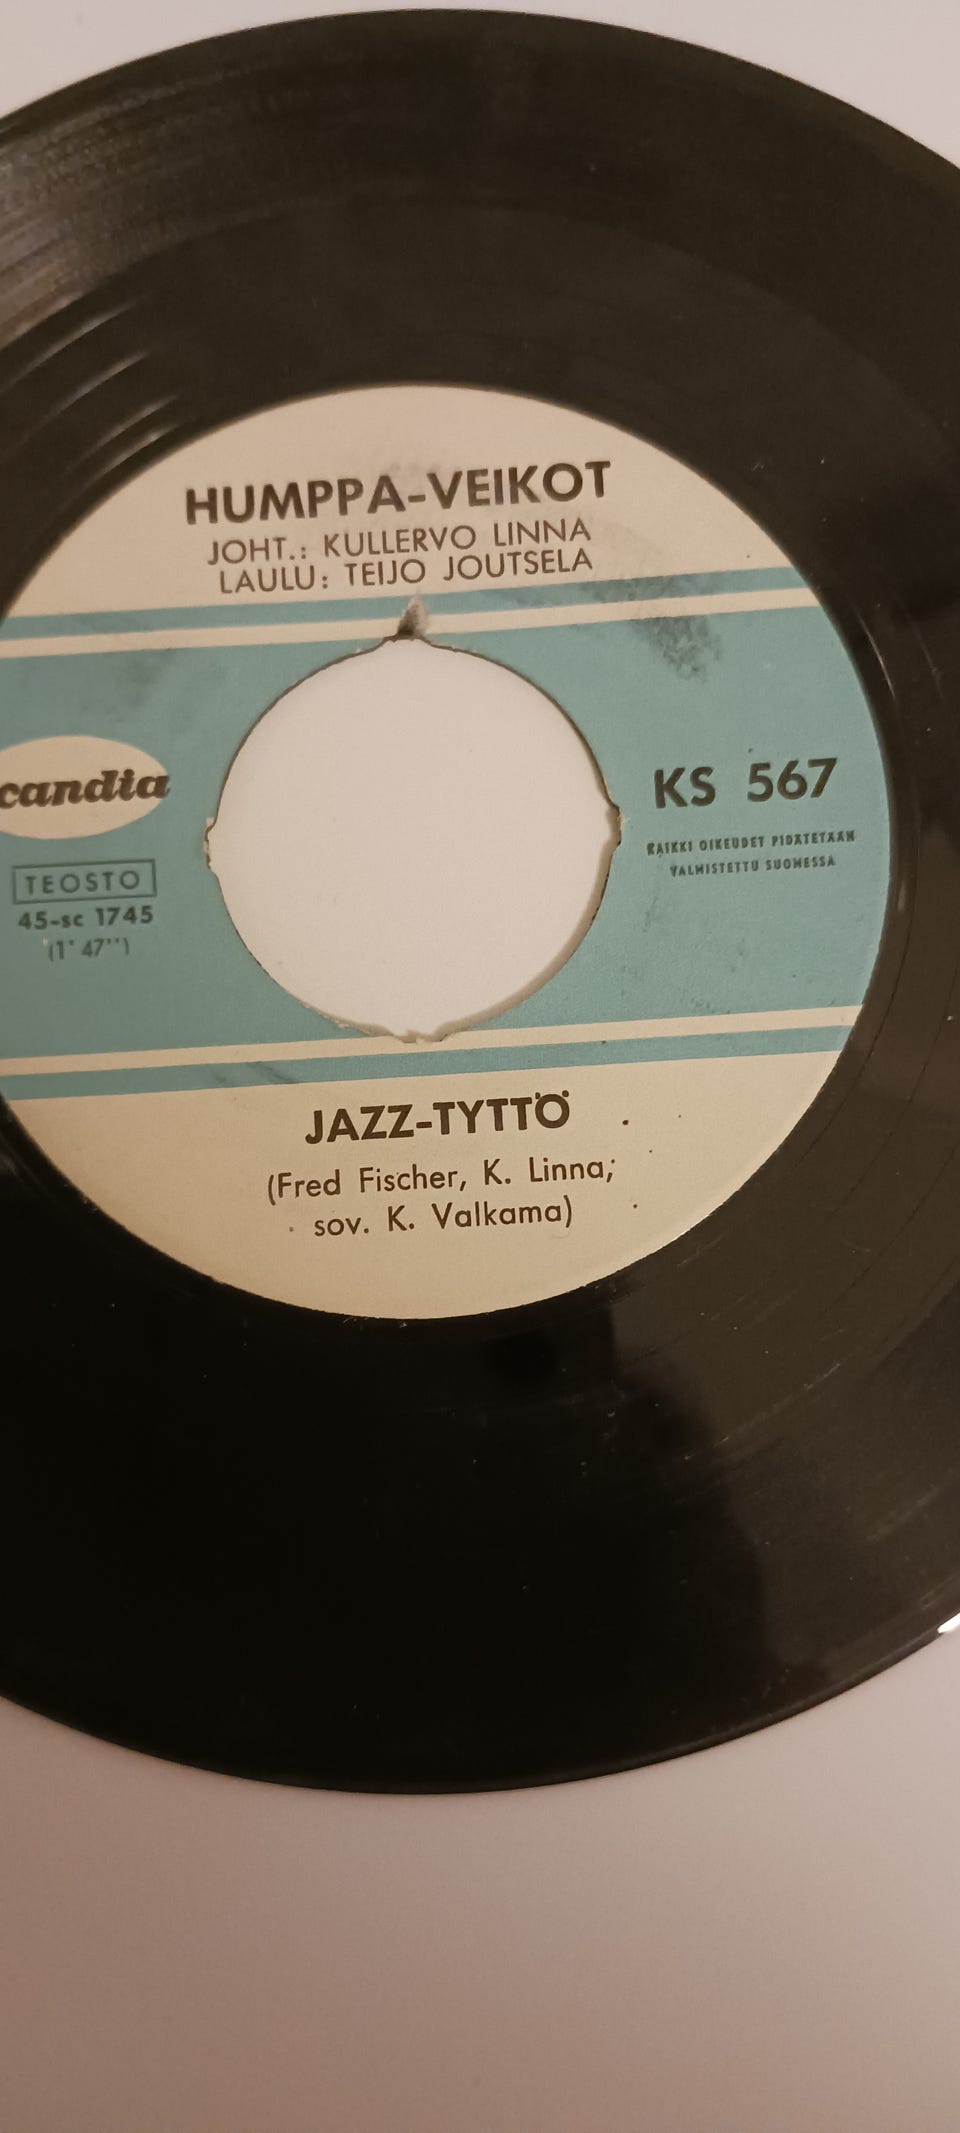 HUMPPA-VEIKOT
JOHT.: KULLERVO LINNA
LAULU: TEIJO JOUTSELA
candia
TEOSTO
45-sc 1745
(1' 47'')
KS 567
KAIKKI OIKEUDET PIDÄTETÄÄN
VALMISTETTU SUOMESSA
JAZZ-TYTTÖ
(Fred Fischer, K. Linna;
sov. K. Valkama)